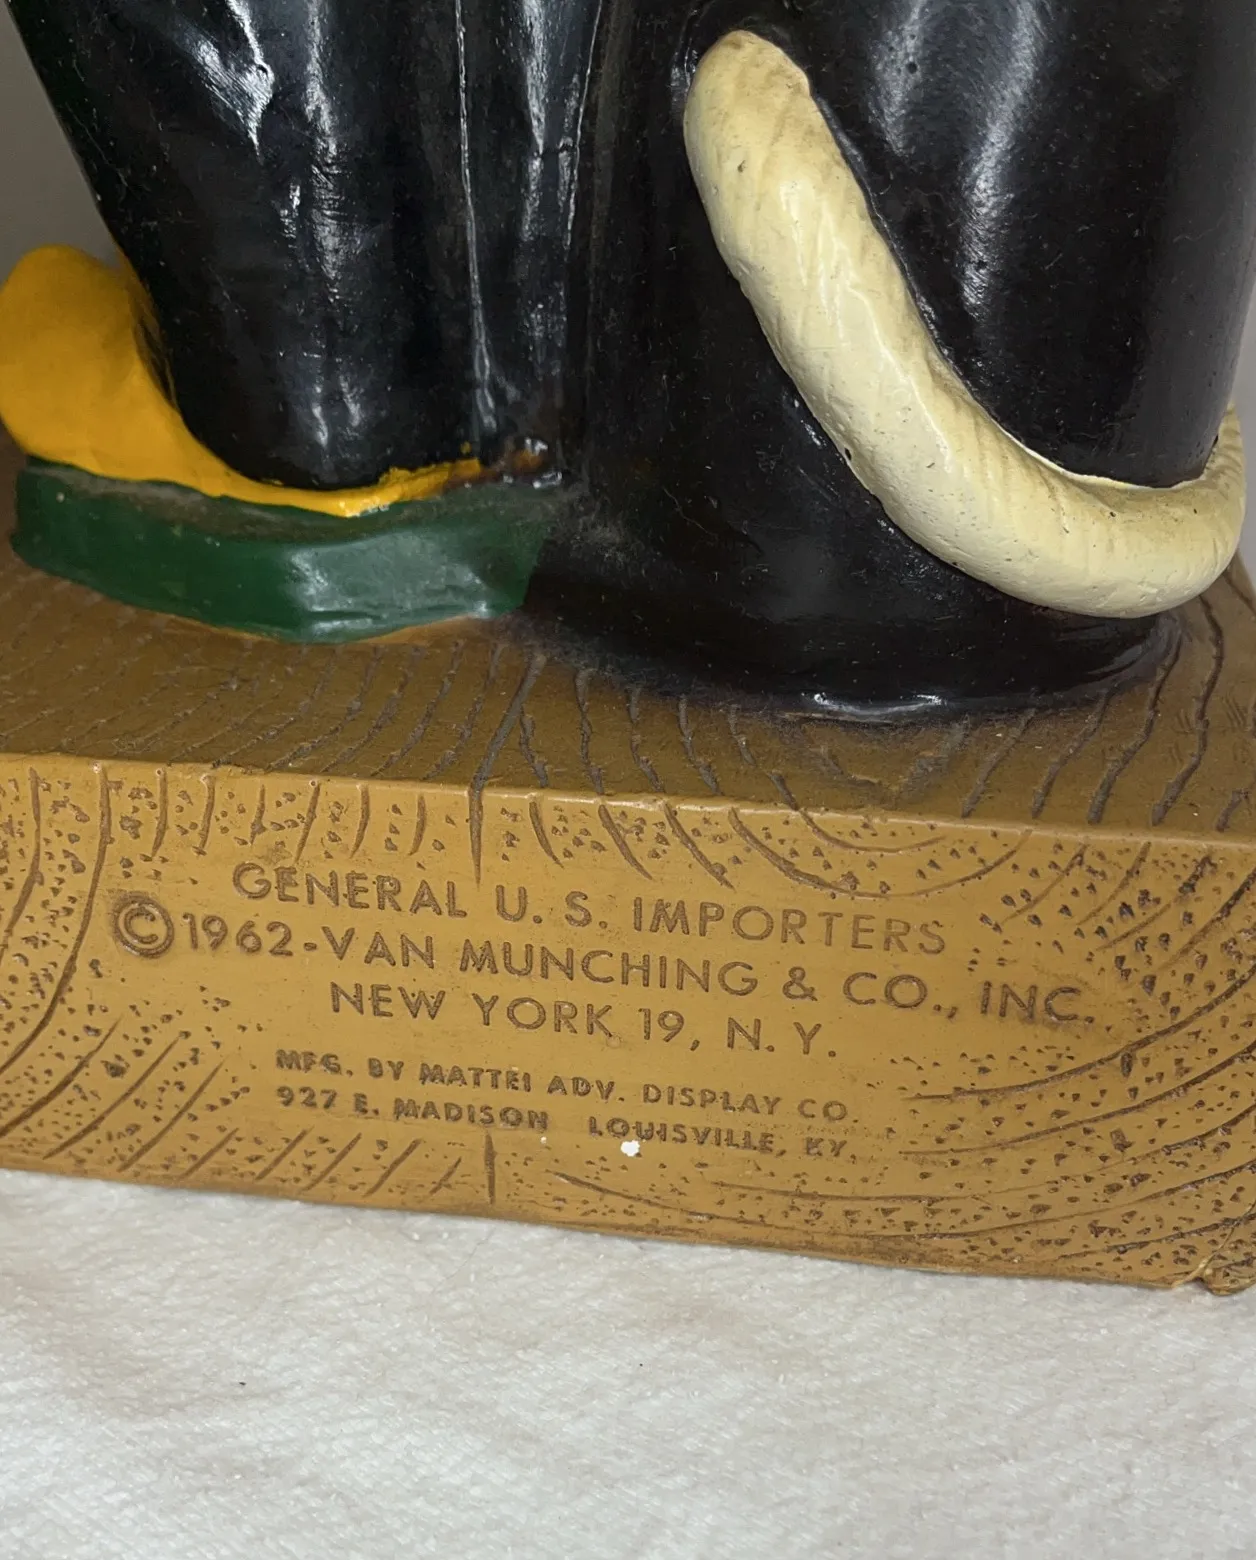 GENERAL U. S. IMPORTERS
©1962-VAN MUNCHING & CO., INC.
NEW YORK 19, N. Y.
MFG. BY MATTEI ADV. DISPLAY CO.
927 E. MADISON LOUISVILLE, KY.